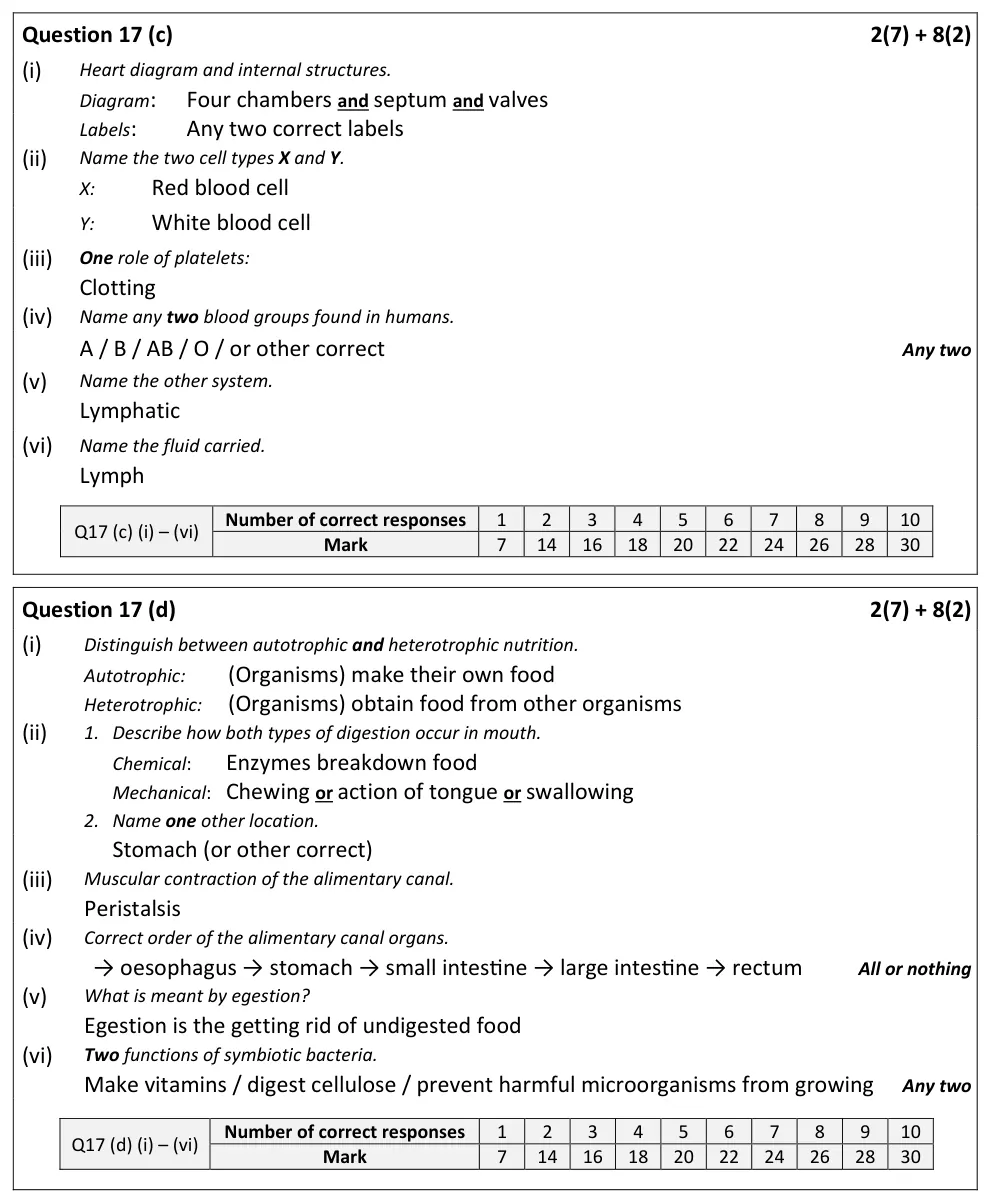 Question 17 (c) 2(7) + 8(2)
(i) Heart diagram and internal structures.
Diagram: Four chambers and septum and valves
Labels: Any two correct labels
(ii) Name the two cell types X and Y.
X: Red blood cell
Y: White blood cell
(iii) One role of platelets:
Clotting
(iv) Name any two blood groups found in humans.
A / B / AB / O / or other correct Any two
(v) Name the other system.
Lymphatic
(vi) Name the fluid carried.
Lymph
Q17 (c) (i) – (vi) Number of correct responses 1 2 3 4 5 6 7 8 9 10
Mark 7 14 16 18 20 22 24 26 28 30
Question 17 (d) 2(7) + 8(2)
(i) Distinguish between autotrophic and heterotrophic nutrition.
Autotrophic: (Organisms) make their own food
Heterotrophic: (Organisms) obtain food from other organisms
(ii) 1. Describe how both types of digestion occur in mouth.
Chemical: Enzymes breakdown food
Mechanical: Chewing or action of tongue or swallowing
2. Name one other location.
Stomach (or other correct)
(iii) Muscular contraction of the alimentary canal.
Peristalsis
(iv) Correct order of the alimentary canal organs.
→ oesophagus → stomach → small intestine → large intestine → rectum All or nothing
(v) What is meant by egestion?
Egestion is the getting rid of undigested food
(vi) Two functions of symbiotic bacteria.
Make vitamins / digest cellulose / prevent harmful microorganisms from growing Any two
Q17 (d) (i) – (vi) Number of correct responses 1 2 3 4 5 6 7 8 9 10
Mark 7 14 16 18 20 22 24 26 28 30